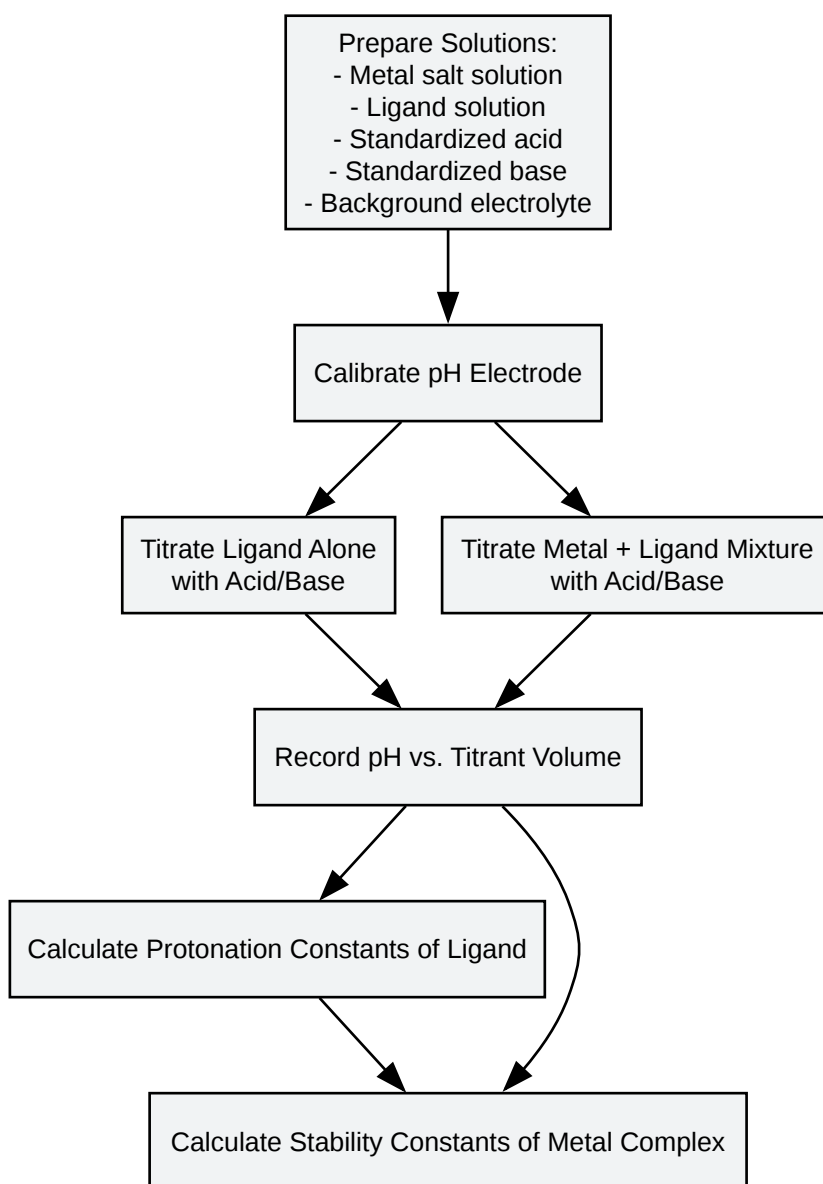 Prepare Solutions:
- Metal salt solution
- Ligand solution
- Standardized acid
- Standardized base
- Background electrolyte
Calibrate pH Electrode
Titrate Ligand Alone
with Acid/Base
Titrate Metal + Ligand Mixture
with Acid/Base
Record pH vs. Titrant Volume
Calculate Protonation Constants of Ligand
Calculate Stability Constants of Metal Complex